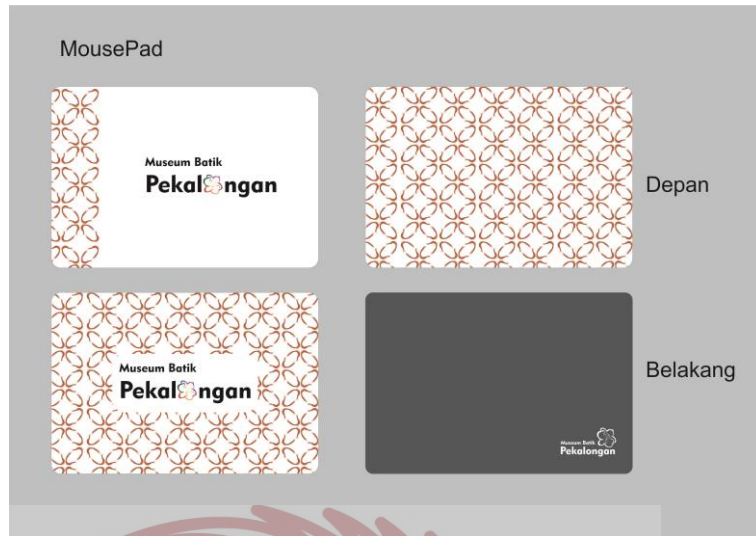 MousePad
Museum Batik
Pekalongan
Depan
Museum Batik
Pekalongan
Belakang
Museum Batik
Pekalongan